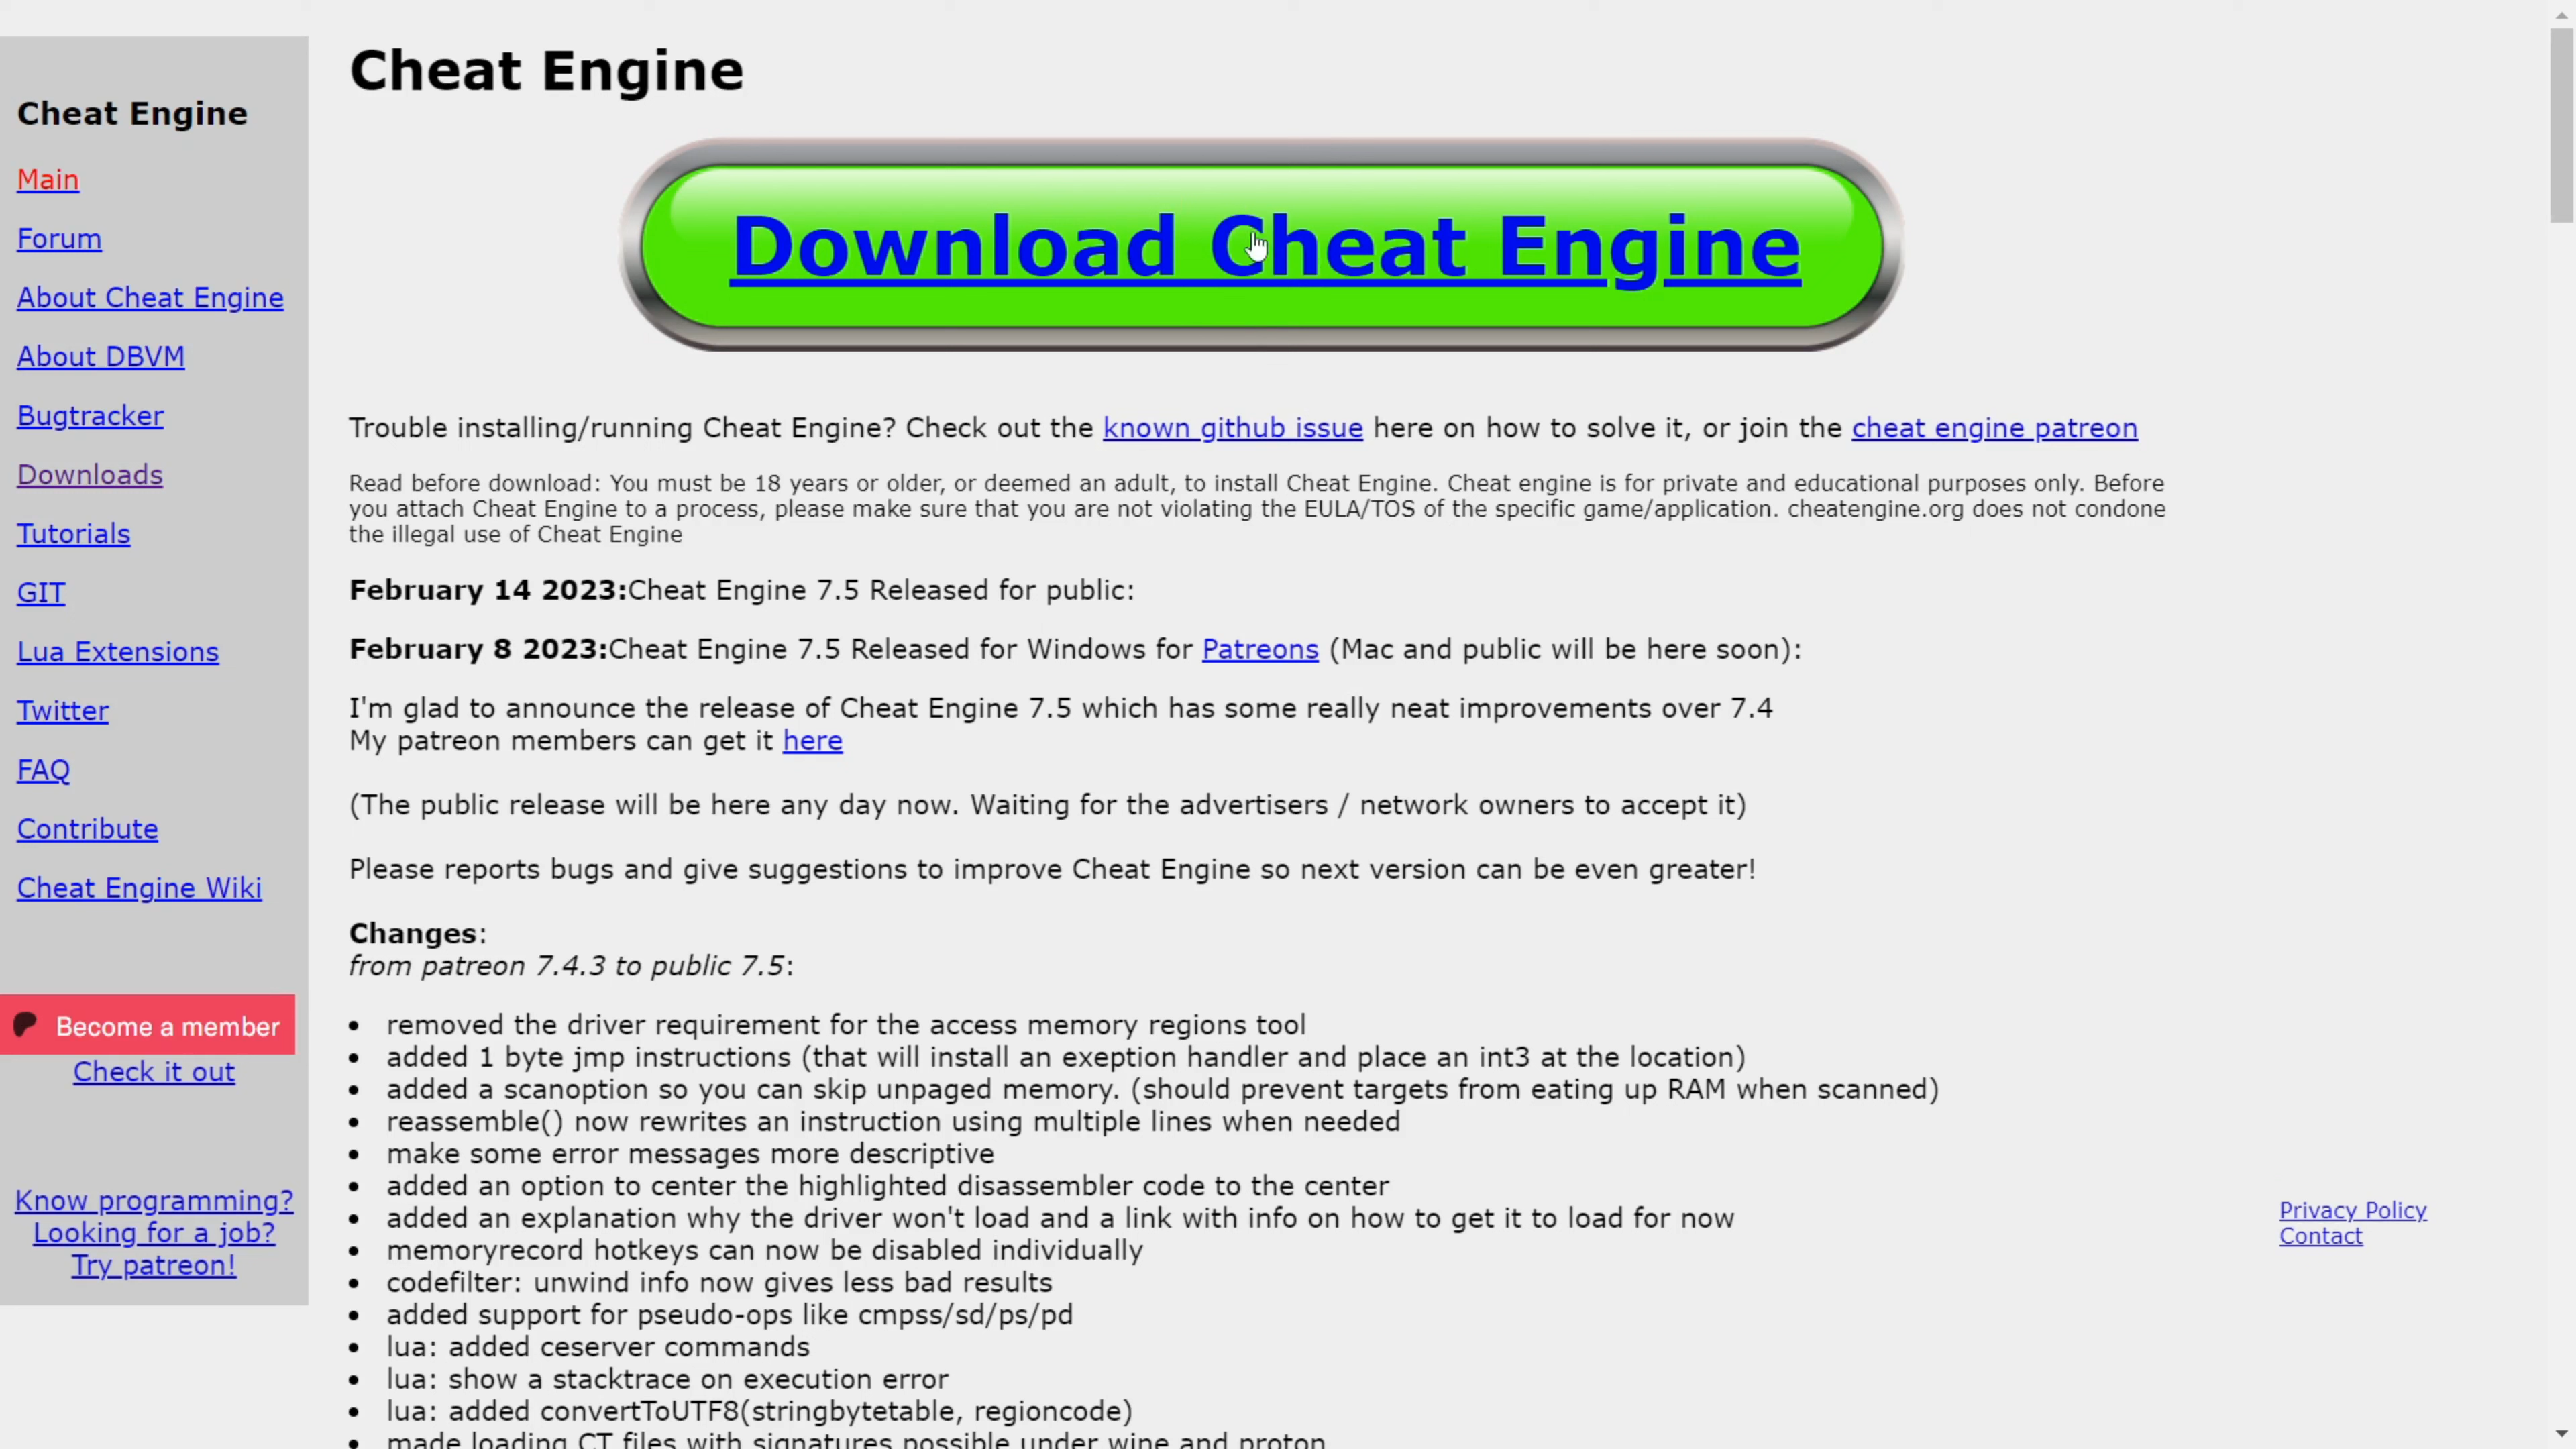 Cheat Engine
Main
Forum
About Cheat Engine
About DBVM
Bugtracker
Downloads
Tutorials
GIT
Lua Extensions
Twitter
FAQ
Contribute
Cheat Engine Wiki
Become a member
Check it out
Know programming?
Looking for a job?
Try patreon!
Cheat Engine
Download Cheat Engine
Trouble installing/running Cheat Engine? Check out the known github issue here on how to solve it, or join the cheat engine patreon
Read before download: You must be 18 years or older, or deemed an adult, to install Cheat Engine. Cheat engine is for private and educational purposes only. Before
you attach Cheat Engine to a process, please make sure that you are not violating the EULA/TOS of the specific game/application. cheatengine.org does not condone
the illegal use of Cheat Engine
February 14 2023:Cheat Engine 7.5 Released for public:
February 8 2023:Cheat Engine 7.5 Released for Windows for Patreons (Mac and public will be here soon):
I'm glad to announce the release of Cheat Engine 7.5 which has some really neat improvements over 7.4
My patreon members can get it here
(The public release will be here any day now. Waiting for the advertisers / network owners to accept it)
Please reports bugs and give suggestions to improve Cheat Engine so next version can be even greater!
Changes:
from patreon 7.4.3 to public 7.5:
• removed the driver requirement for the access memory regions tool
• added 1 byte jmp instructions (that will install an exeption handler and place an int3 at the location)
• added a scanoption so you can skip unpaged memory. (should prevent targets from eating up RAM when scanned)
• reassemble() now rewrites an instruction using multiple lines when needed
• make some error messages more descriptive
• added an option to center the highlighted disassembler code to the center
• added an explanation why the driver won't load and a link with info on how to get it to load for now
• memoryrecord hotkeys can now be disabled individually
• codefilter: unwind info now gives less bad results
• added support for pseudo-ops like cmpss/sd/ps/pd
• lua: added ceserver commands
• lua: show a stacktrace on execution error
• lua: added convertToUTF8(stringbytetable, regioncode)
• made loading CT files with signatures possible under wine and proton
Privacy Policy
Contact